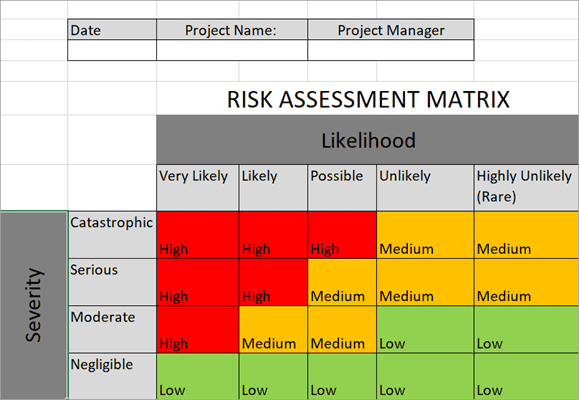 Date Project Name: Project Manager
RISK ASSESSMENT MATRIX
Likelihood
Very Likely Likely Possible Unlikely Highly Unlikely
(Rare)
Severity
Catastrophic
High High High Medium Medium
Serious
High High Medium Medium Medium
Moderate
High Medium Medium Low Low
Negligible
Low Low Low Low Low